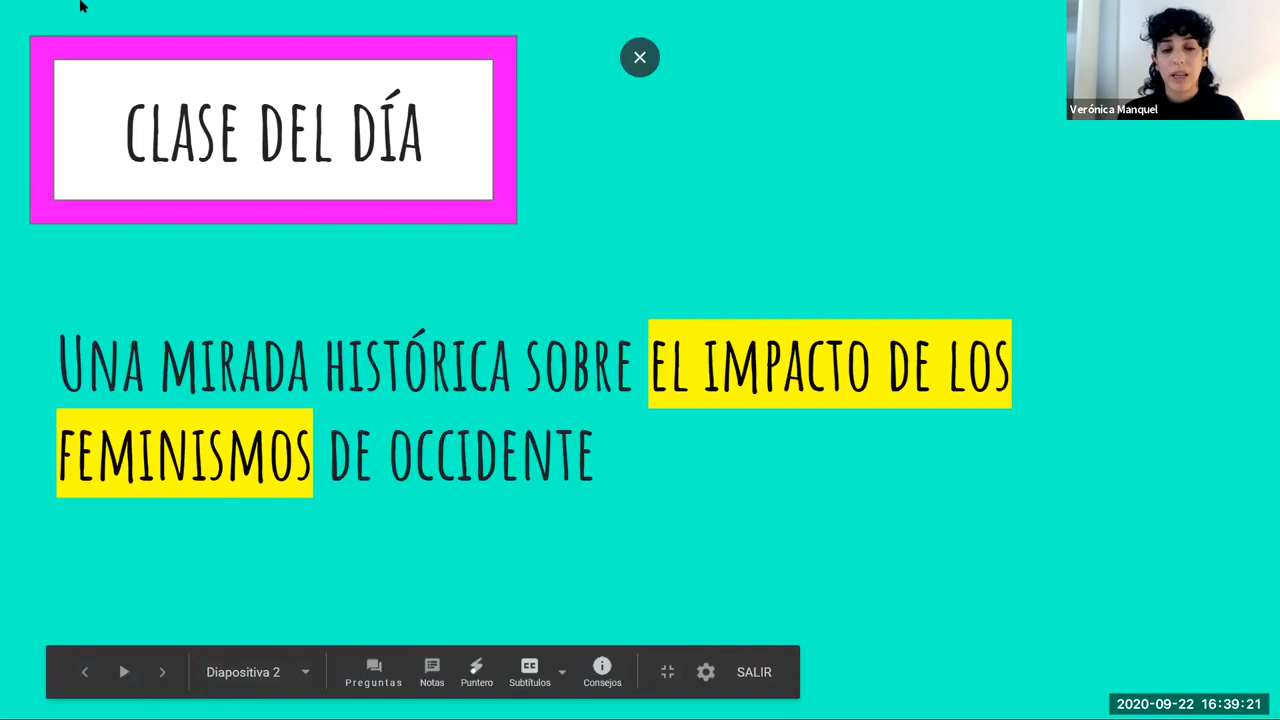 CLASE DEL DÍA
Verónica Manquel
UNA MIRADA HISTÓRICA SOBRE EL IMPACTO DE LOS
FEMINISMOS DE OCCIDENTE
Diapositiva 2
Preguntas
Notas
Puntero
CC
Subtítulos
Consejos
SALIR
2020-09-22 16:39:21